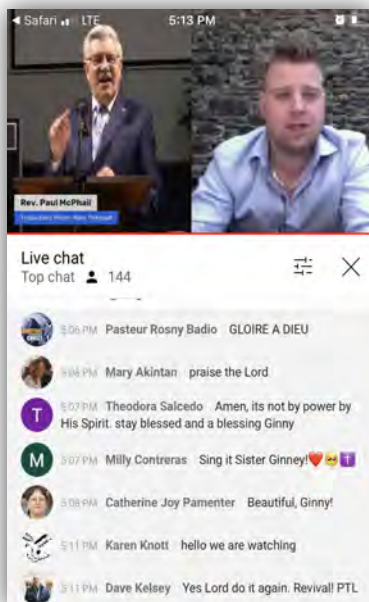 Safari LTE 5:13 PM
Rev. Paul McPhail
Live chat
Top chat 144
5:06 PM Pasteur Rosny Badio GLOIRE A DIEU
5:06 PM Mary Akintan praise the Lord
T 5:07 PM Theodora Salcedo Amen, its not by power by
His Spirit. stay blessed and a blessing Ginny
M 5:07 PM Milly Contreras Sing it Sister Ginney!❤️🥹✝️
5:08 PM Catherine Joy Pamenter Beautiful, Ginny!
5:11 PM Karen Knott hello we are watching
5:11 PM Dave Kelsey Yes Lord do it again. Revival! PTL